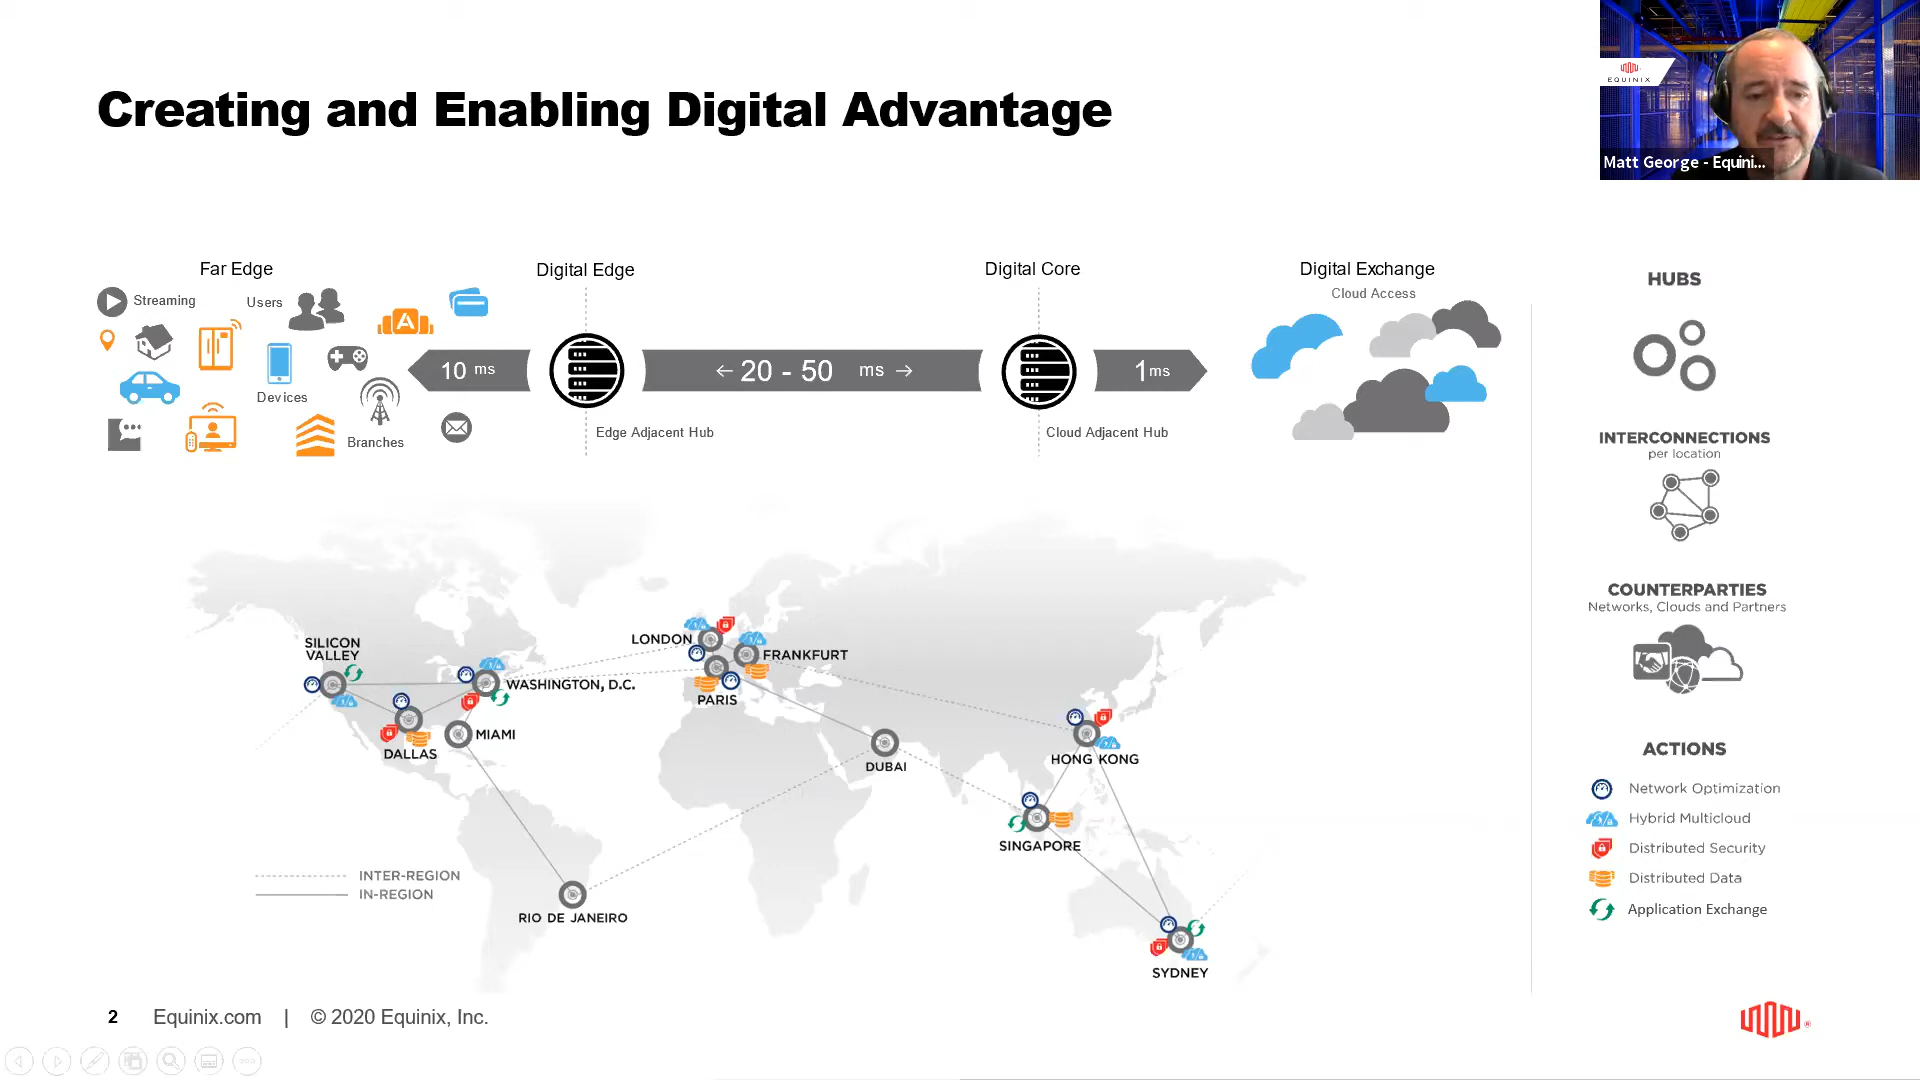 Creating and Enabling Digital Advantage
EQUINIX
Matt George - Equini...
Far Edge
Digital Edge
Digital Core
Digital Exchange
Cloud Access
Streaming
Users
Devices
Branches
A
10 ms
← 20 - 50 ms →
1 ms
Edge Adjacent Hub
Cloud Adjacent Hub
HUBS
INTERCONNECTIONS
per location
COUNTERPARTIES
Networks, Clouds and Partners
ACTIONS
Network Optimization
Hybrid Multicloud
Distributed Security
Distributed Data
Application Exchange
SILICON
VALLEY
WASHINGTON, D.C.
DALLAS
MIAMI
LONDON
FRANKFURT
PARIS
DUBAI
HONG KONG
SINGAPORE
RIO DE JANEIRO
SYDNEY
INTER-REGION
IN-REGION
2 Equinix.com | © 2020 Equinix, Inc.